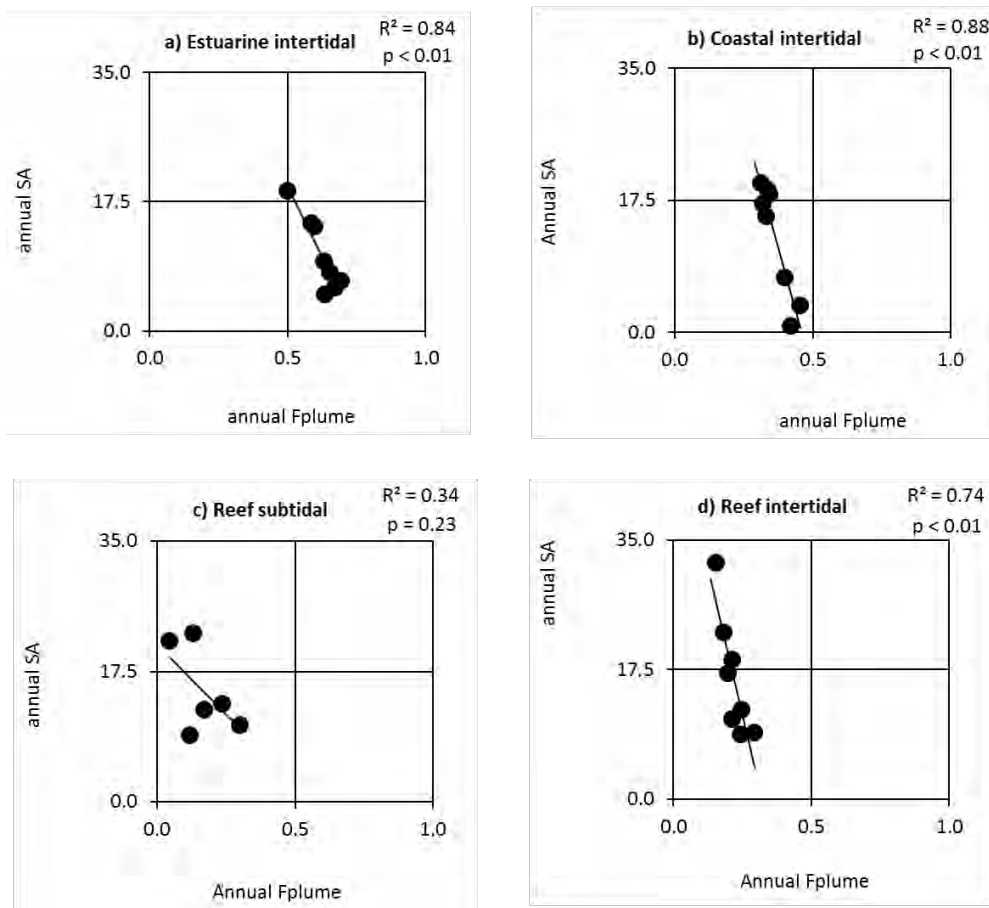 a) Estuarine intertidal
R² = 0.84
p < 0.01
35.0
17.5
0.0
annual SA
0.0 0.5 1.0
annual Fplume
b) Coastal intertidal
R² = 0.88
p < 0.01
35.0
17.5
0.0
Annual SA
0.0 0.5 1.0
annual Fplume
c) Reef subtidal
R² = 0.34
p = 0.23
35.0
17.5
0.0
annual SA
0.0 0.5 1.0
Annual Fplume
d) Reef intertidal
R² = 0.74
p < 0.01
35.0
17.5
0.0
annual SA
0.0 0.5 1.0
Annual Fplume